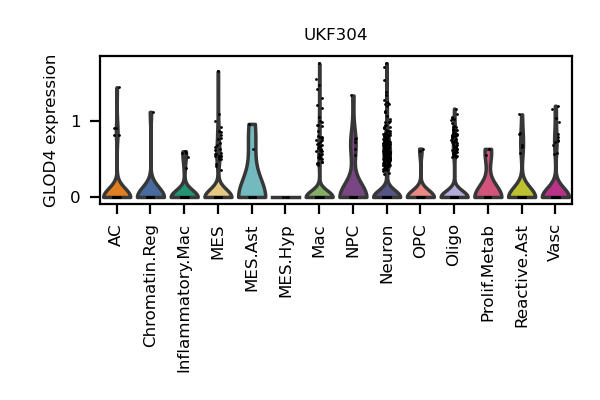 UKF304
GLOD4 expression
1
0
AC
Chromatin.Reg
Inflammatory.Mac
MES
MES.Ast
MES.Hyp
Mac
NPC
Neuron
OPC
Oligo
Prolif.Metab
Reactive.Ast
Vasc